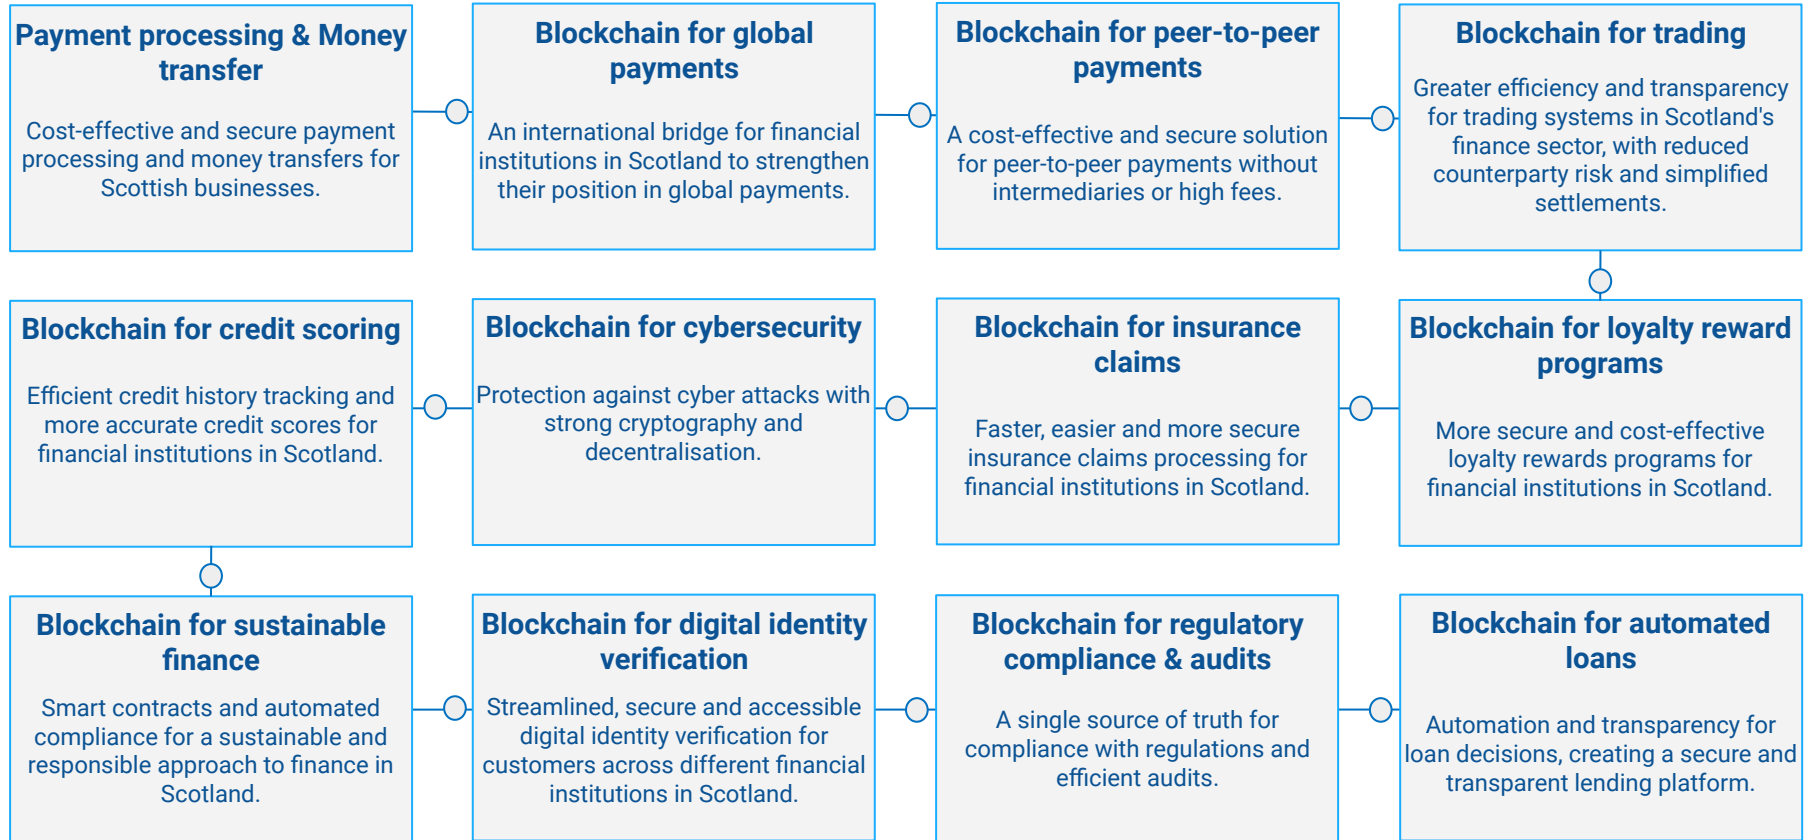 Payment processing & Money
transfer
Cost-effective and secure payment
processing and money transfers for
Scottish businesses.
Blockchain for global
payments
An international bridge for financial
institutions in Scotland to strengthen
their position in global payments.
Blockchain for peer-to-peer
payments
A cost-effective and secure solution
for peer-to-peer payments without
intermediaries or high fees.
Blockchain for trading
Greater efficiency and transparency
for trading systems in Scotland's
finance sector, with reduced
counterparty risk and simplified
settlements.
Blockchain for credit scoring
Efficient credit history tracking and
more accurate credit scores for
financial institutions in Scotland.
Blockchain for cybersecurity
Protection against cyber attacks with
strong cryptography and
decentralisation.
Blockchain for insurance
claims
Faster, easier and more secure
insurance claims processing for
financial institutions in Scotland.
Blockchain for loyalty reward
programs
More secure and cost-effective
loyalty rewards programs for
financial institutions in Scotland.
Blockchain for sustainable
finance
Smart contracts and automated
compliance for a sustainable and
responsible approach to finance in
Scotland.
Blockchain for digital identity
verification
Streamlined, secure and accessible
digital identity verification for
customers across different financial
institutions in Scotland.
Blockchain for regulatory
compliance & audits
A single source of truth for
compliance with regulations and
efficient audits.
Blockchain for automated
loans
Automation and transparency for
loan decisions, creating a secure and
transparent lending platform.